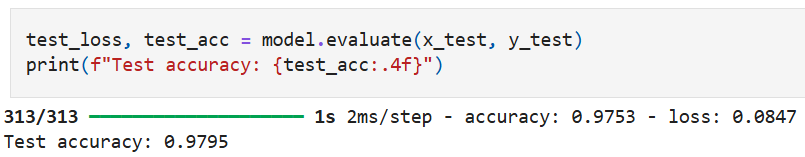 test_loss, test_acc = model.evaluate(x_test, y_test)
print(f"Test accuracy: {test_acc:.4f}")
313/313 ━━━━━━━━━━━━━━━━━━━━ 1s 2ms/step - accuracy: 0.9753 - loss: 0.0847
Test accuracy: 0.9795